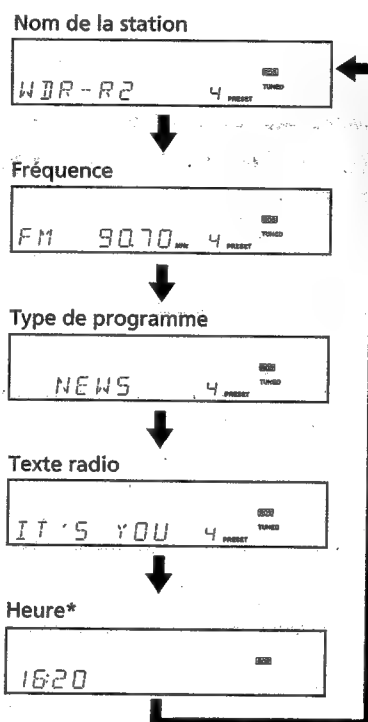 Nom de la station
WDR-R2 4 PRESET TUNED
Fréquence
FM 90.70 MHz 4 PRESET TUNED
Type de programme
NEWS 4 PRESET TUNED
Texte radio
IT'S YOU 4 PRESET TUNED
Heure*
16:20